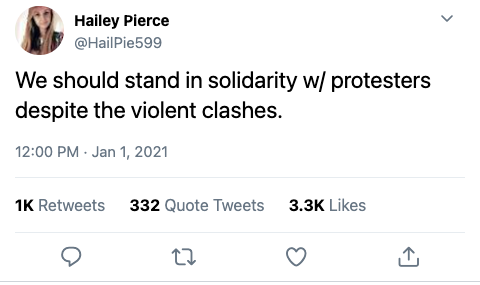 Hailey Pierce
@HailPie599
We should stand in solidarity w/ protesters
despite the violent clashes.
12:00 PM · Jan 1, 2021
1K Retweets 332 Quote Tweets 3.3K Likes